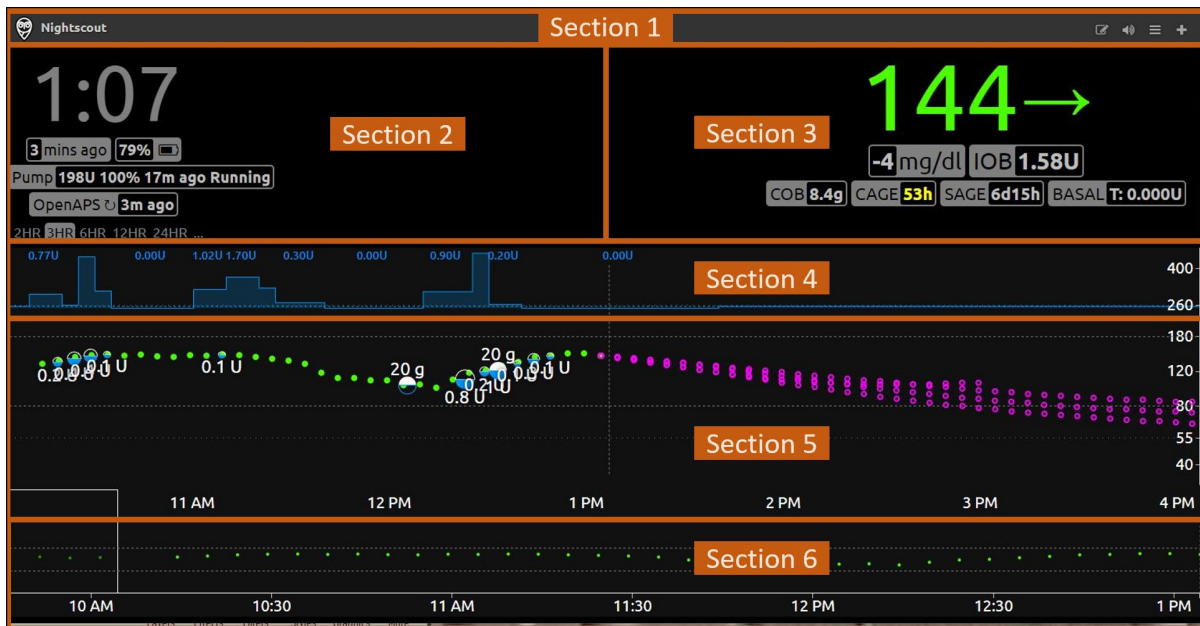 Nightscout
Section 1
1:07
3 mins ago 79%
Pump 198U 100% 17m ago Running
OpenAPS ↻ 3m ago
2HR 3HR 6HR 12HR 24HR ...
Section 2
144→
Section 3
-4 mg/dl IOB 1.58U
COB 8.4g CAGE 53h SAGE 6d15h BASAL T: 0.000U
0.77U 0.00U 1.02U 1.70U 0.30U 0.00U 0.90U 0.20U 0.00U
Section 4
400
260
180
120
80
55
40
0.1 U 0.1 U 20 g 0.8 U 20 g 0.1 U
Section 5
11 AM 12 PM 1 PM 2 PM 3 PM 4 PM
Section 6
10 AM 10:30 11 AM 11:30 12 PM 12:30 1 PM